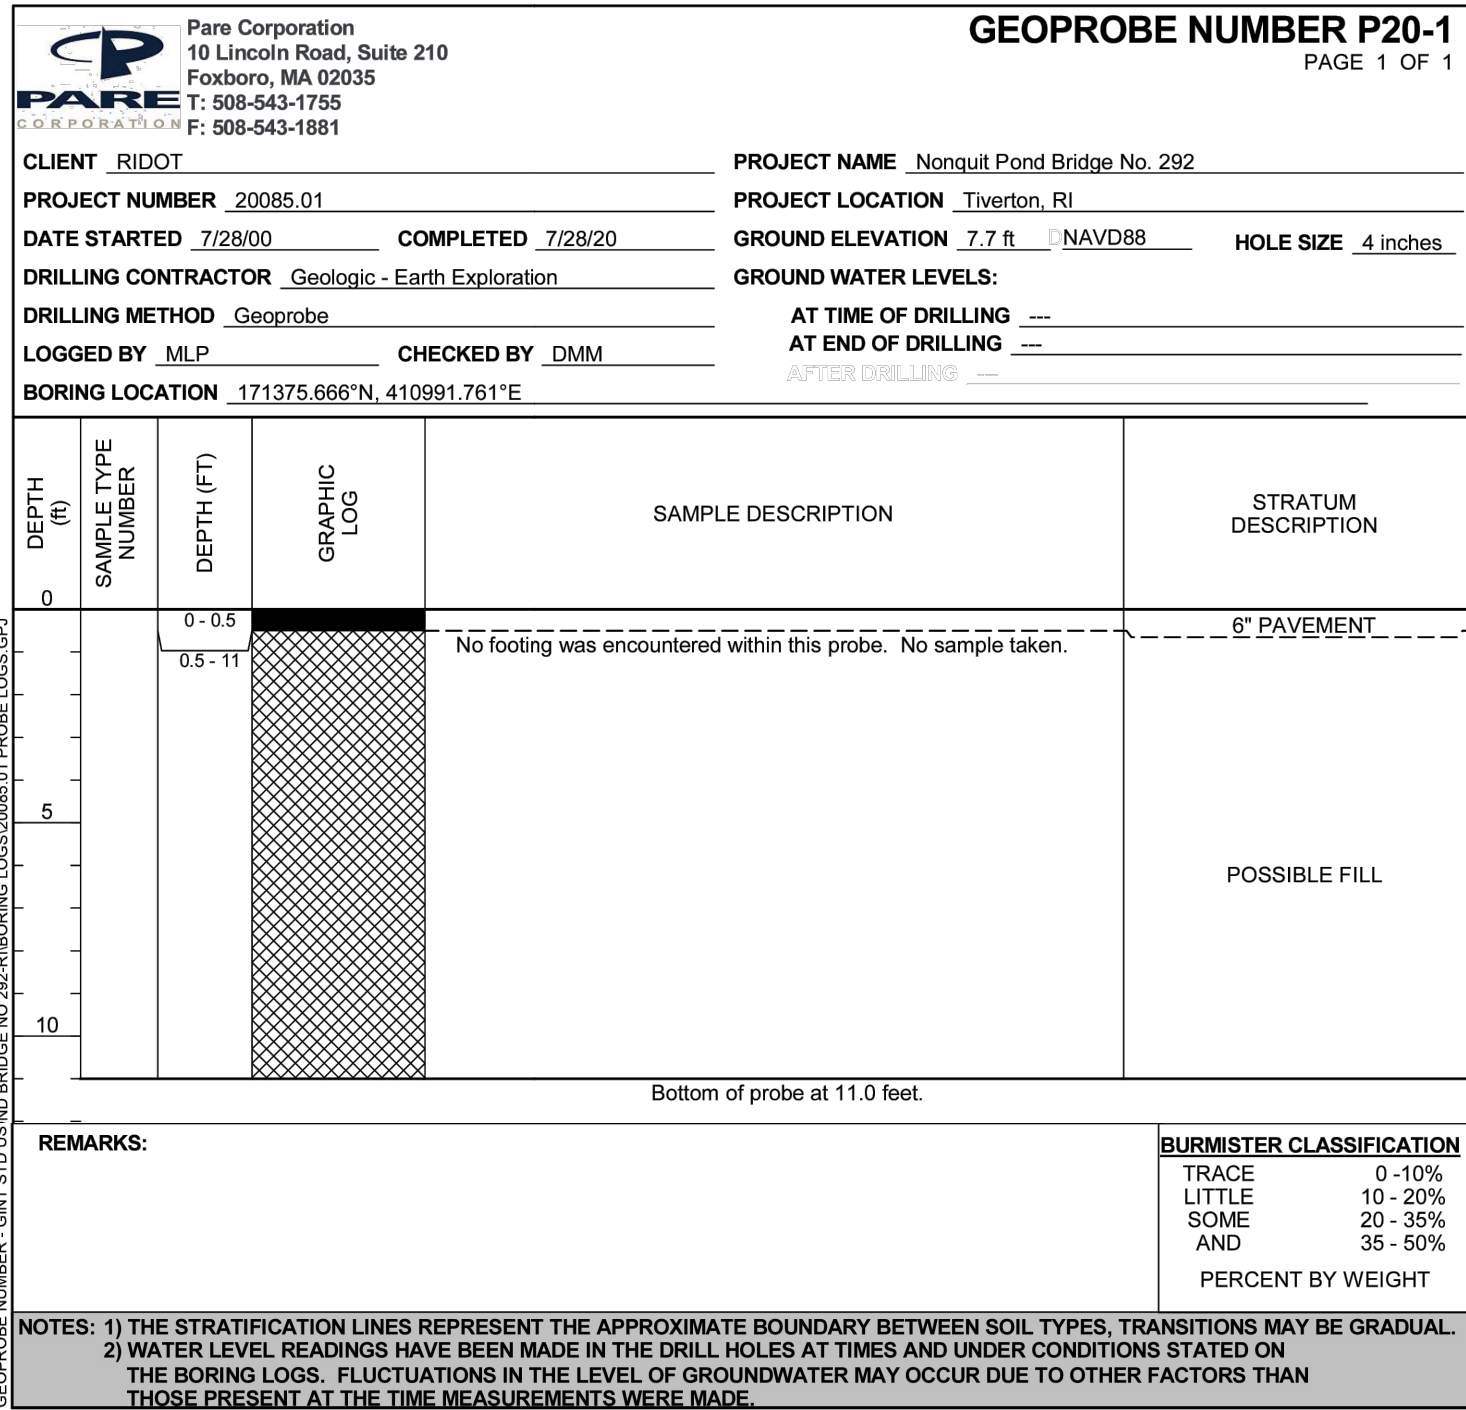 Pare Corporation
10 Lincoln Road, Suite 210
Foxboro, MA 02035
T: 508-543-1755
F: 508-543-1881
PARE
CORPORATION
GEOPROBE NUMBER P20-1
PAGE 1 OF 1
CLIENT RIDOT
PROJECT NAME Nonquit Pond Bridge No. 292
PROJECT NUMBER 20085.01
PROJECT LOCATION Tiverton, RI
DATE STARTED 7/28/00 COMPLETED 7/28/20
GROUND ELEVATION 7.7 ft DNAVD88 HOLE SIZE 4 inches
DRILLING CONTRACTOR Geologic - Earth Exploration
GROUND WATER LEVELS:
DRILLING METHOD Geoprobe
AT TIME OF DRILLING ---
LOGGED BY MLP CHECKED BY DMM
AT END OF DRILLING ---
AFTER DRILLING ---
BORING LOCATION 171375.666°N, 410991.761°E
DEPTH
(ft)
SAMPLE TYPE
NUMBER
DEPTH (FT)
GRAPHIC
LOG
SAMPLE DESCRIPTION
STRATUM
DESCRIPTION
0
0 - 0.5
6" PAVEMENT
No footing was encountered within this probe. No sample taken.
0.5 - 11
5
POSSIBLE FILL
10
Bottom of probe at 11.0 feet.
REMARKS:
BURMISTER CLASSIFICATION
TRACE 0 -10%
LITTLE 10 - 20%
SOME 20 - 35%
AND 35 - 50%
PERCENT BY WEIGHT
NOTES: 1) THE STRATIFICATION LINES REPRESENT THE APPROXIMATE BOUNDARY BETWEEN SOIL TYPES, TRANSITIONS MAY BE GRADUAL.
2) WATER LEVEL READINGS HAVE BEEN MADE IN THE DRILL HOLES AT TIMES AND UNDER CONDITIONS STATED ON
THE BORING LOGS. FLUCTUATIONS IN THE LEVEL OF GROUNDWATER MAY OCCUR DUE TO OTHER FACTORS THAN
THOSE PRESENT AT THE TIME MEASUREMENTS WERE MADE.